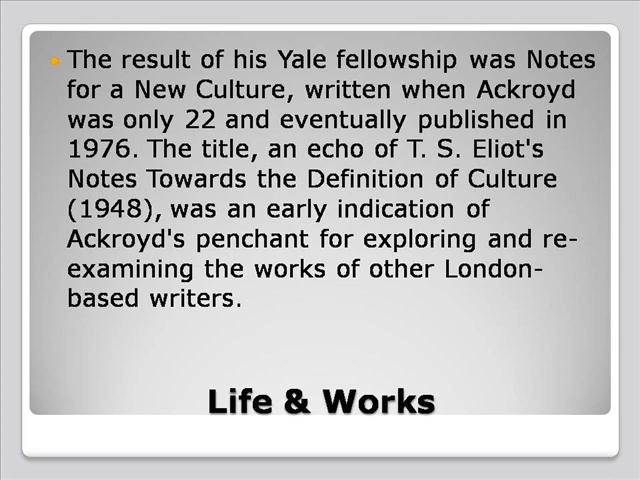 The result of his Yale fellowship was Notes
for a New Culture, written when Ackroyd
was only 22 and eventually published in
1976. The title, an echo of T. S. Eliot's
Notes Towards the Definition of Culture
(1948), was an early indication of
Ackroyd's penchant for exploring and re-
examining the works of other London-
based writers.
Life & Works